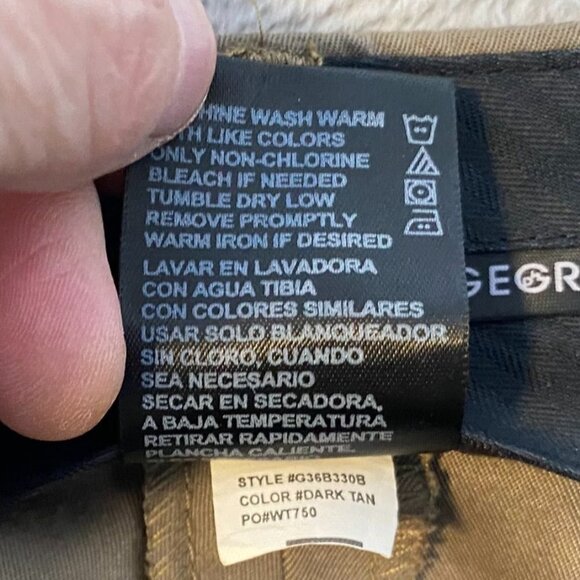 WASH WARM
LIKE COLORS
ONLY NON-CHLORINE
BLEACH IF NEEDED
TUMBLE DRY LOW
REMOVE PROMPTLY
WARM IRON IF DESIRED
LAVAR EN LAVADORA
CON AGUA TIBIA
CON COLORES SIMILARES
USAR SOLO BLANQUEADOR
SIN CLORO, CUANDO
SEA NECESARIO
SECAR EN SECADORA,
A BAJA TEMPERATURA
RETIRAR RAPIDAMENTE
PLANCHA CALIENTE,
STYLE #G36B330B
COLOR #DARK TAN
PO#WT750